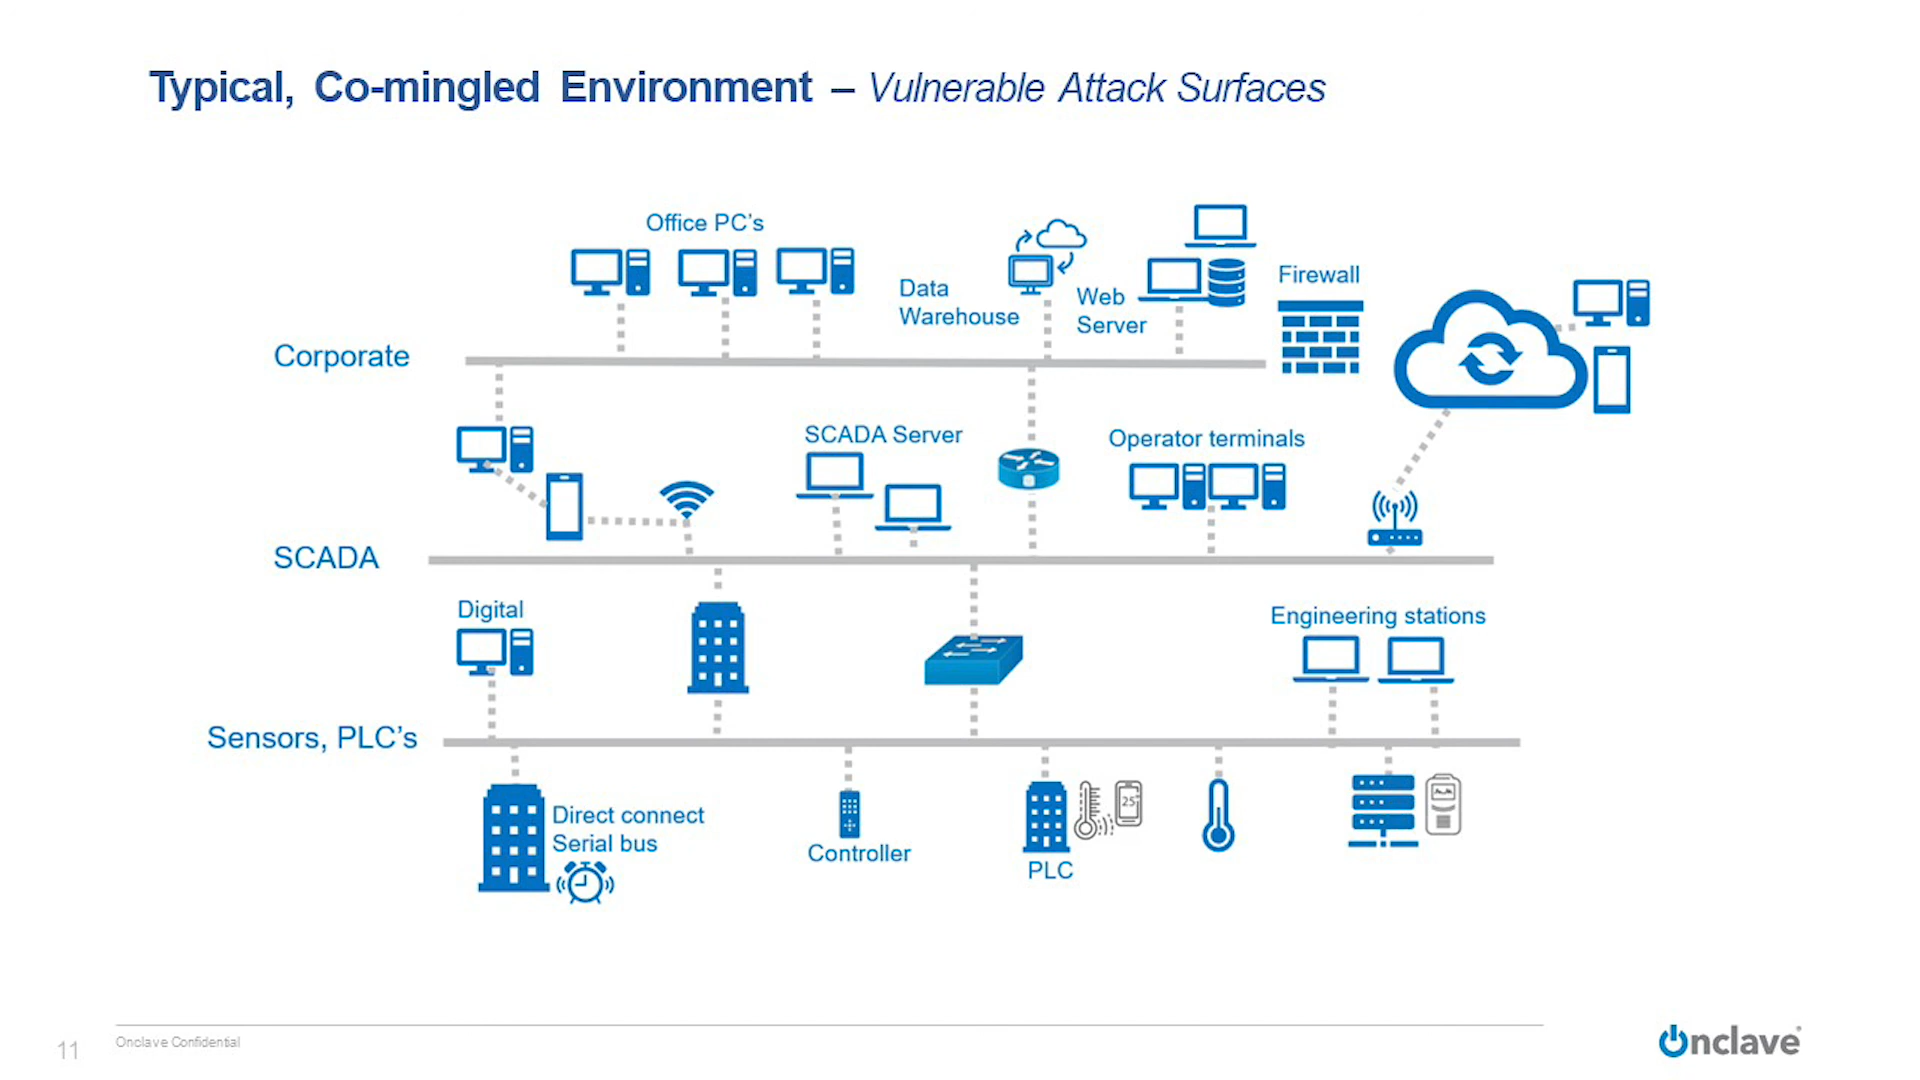 Typical, Co-mingled Environment – Vulnerable Attack Surfaces
Office PC's
Data
Warehouse
Web
Server
Firewall
Corporate
SCADA Server
Operator terminals
SCADA
Digital
Engineering stations
Sensors, PLC's
Direct connect
Serial bus
Controller
PLC
25°
11
Onclave Confidential
Onclave